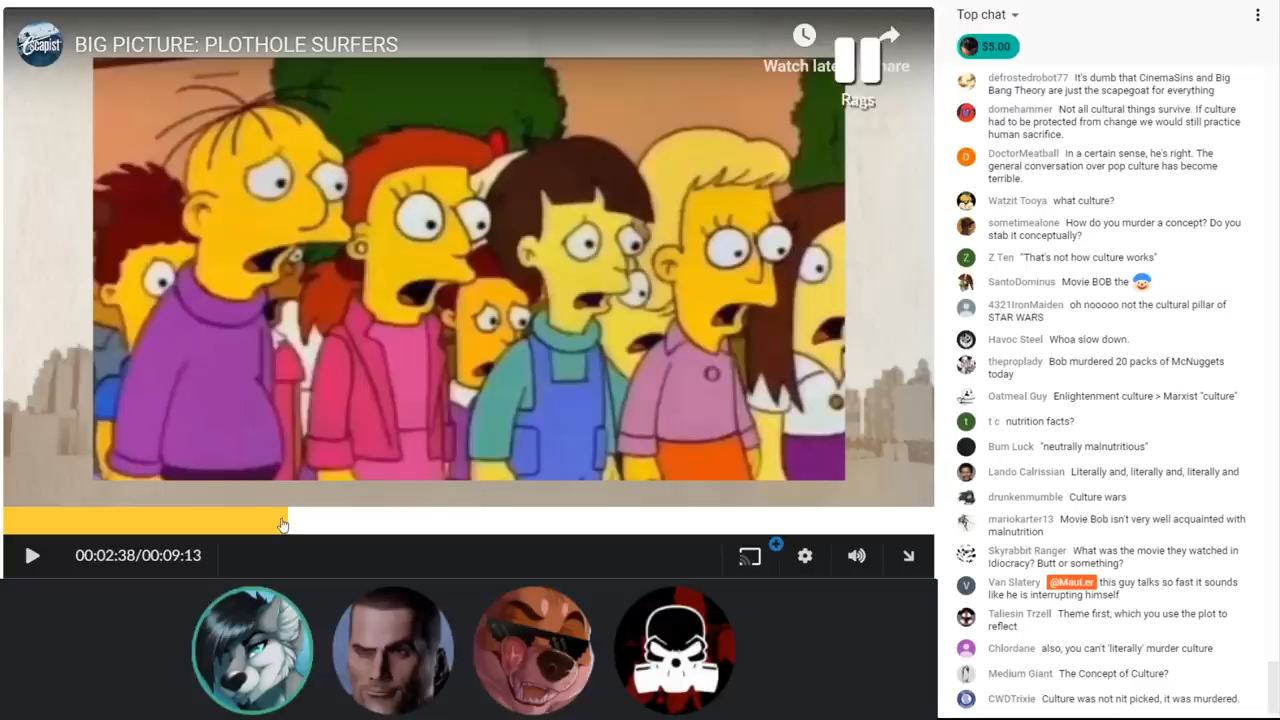 Escapist
BIG PICTURE: PLOTHOLE SURFERS
Rags
Top chat
$5.00
defrostedrobot77 It's dumb that CinemaSins and Big
Bang Theory are just the scapegoat for everything
domehammer Not all cultural things survive. If culture
had to be protected from change we would still practice
human sacrifice.
DoctorMeatball In a certain sense, he's right. The
general conversation over pop culture has become
terrible.
Watzit Tooya what culture?
sometimealone How do you murder a concept? Do you
stab it conceptually?
Z Ten "That's not how culture works"
SantoDominus Movie BOB the
4321IronMaiden oh nooooo not the cultural pillar of
STAR WARS
Havoc Steel Whoa slow down.
theproplady Bob murdered 20 packs of McNuggets
today
Oatmeal Guy Enlightenment culture > Marxist "culture"
t c nutrition facts?
Bum Luck "neutrally malnutritious"
Lando Calrissian Literally and, literally and, literally and
drunkenmumble Culture wars
mariokarter13 Movie Bob isn't very well acquainted with
malnutrition
Skyrabbit Ranger What was the movie they watched in
Idiocracy? Butt or something?
Van Slatery @MauLer this guy talks so fast it sounds
like he is interrupting himself
Taliesin Trzell Theme first, which you use the plot to
reflect
Chlordane also, you can't 'literally' murder culture
Medium Giant The Concept of Culture?
CWDTrixie Culture was not nit picked, it was murdered.
00:02:38/00:09:13